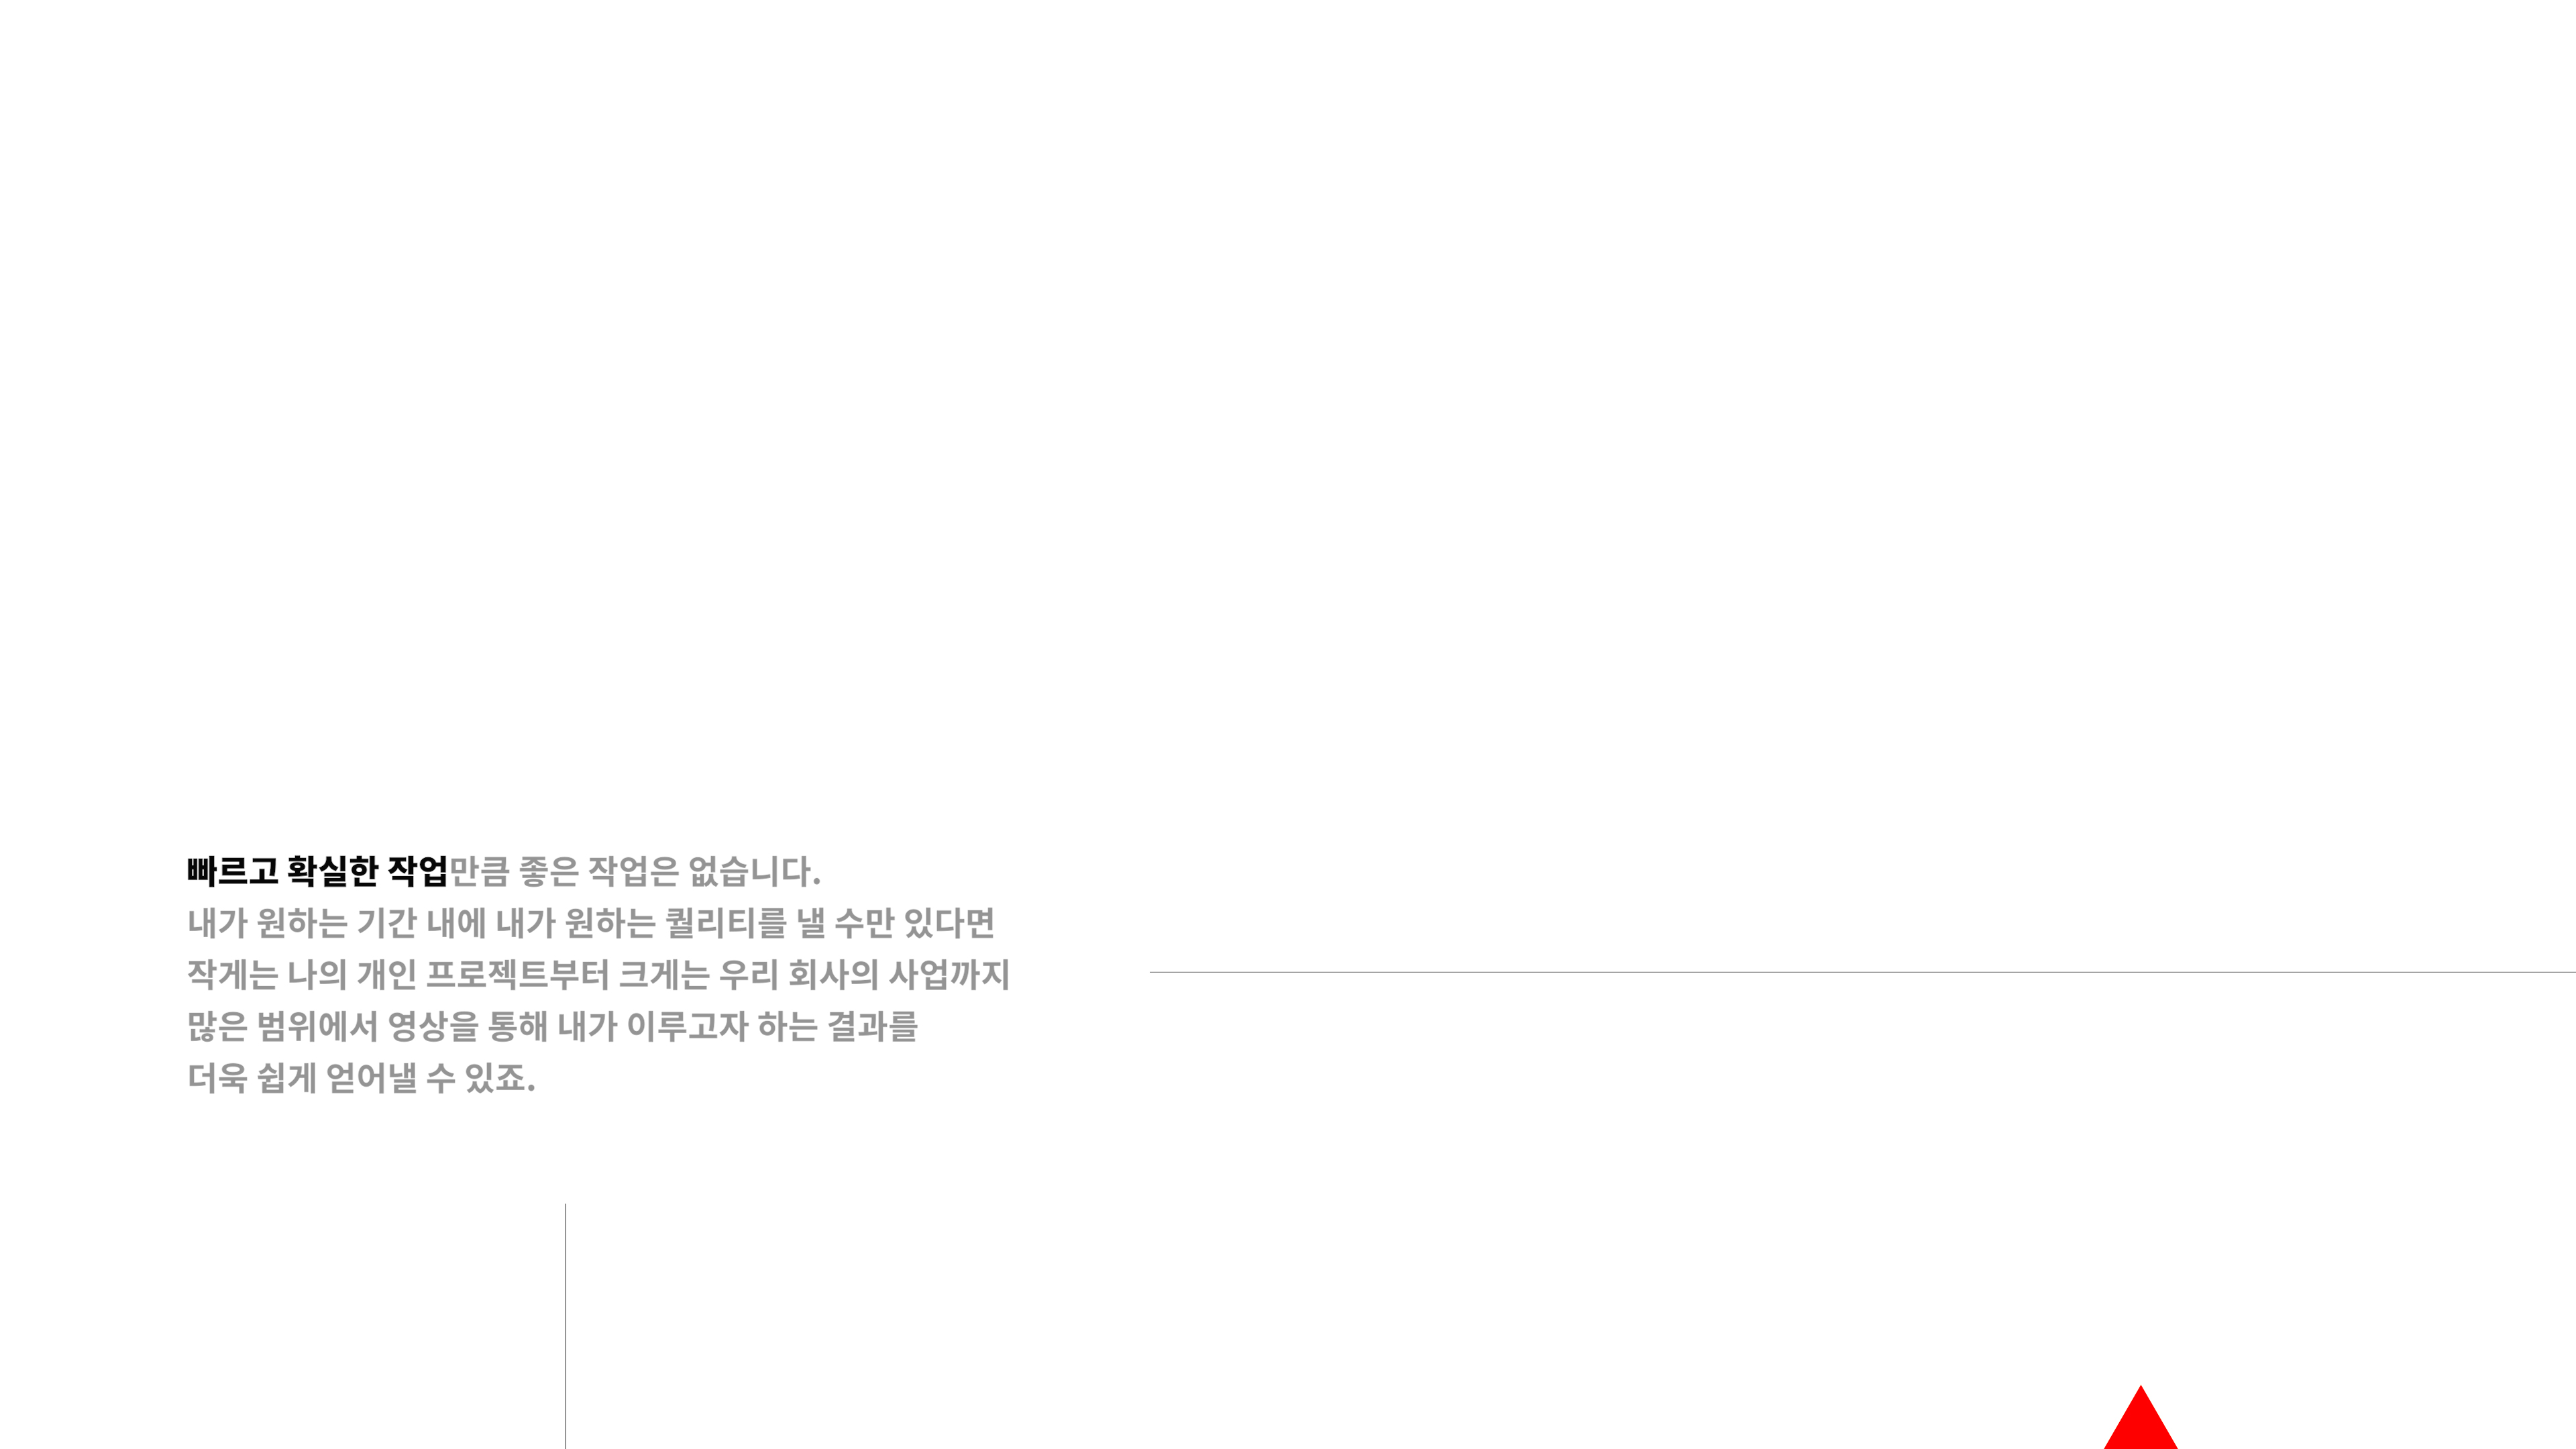 빠르고 확실한 작업만큼 좋은 작업은 없습니다.
내가 원하는 기간 내에 내가 원하는 퀄리티를 낼 수만 있다면
작게는 나의 개인 프로젝트부터 크게는 우리 회사의 사업까지
많은 범위에서 영상을 통해 내가 이루고자 하는 결과를
더욱 쉽게 얻어낼 수 있죠.